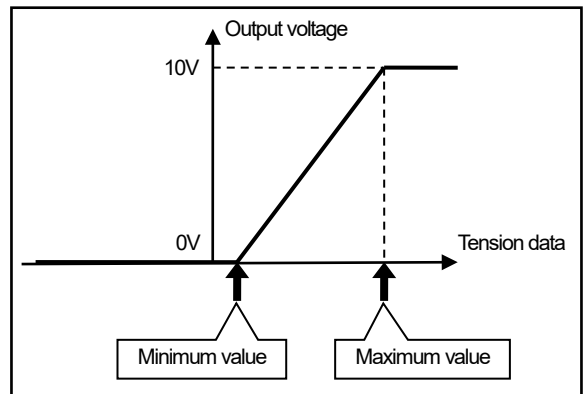 Output voltage
10V
0V
Tension data
Minimum value
Maximum value